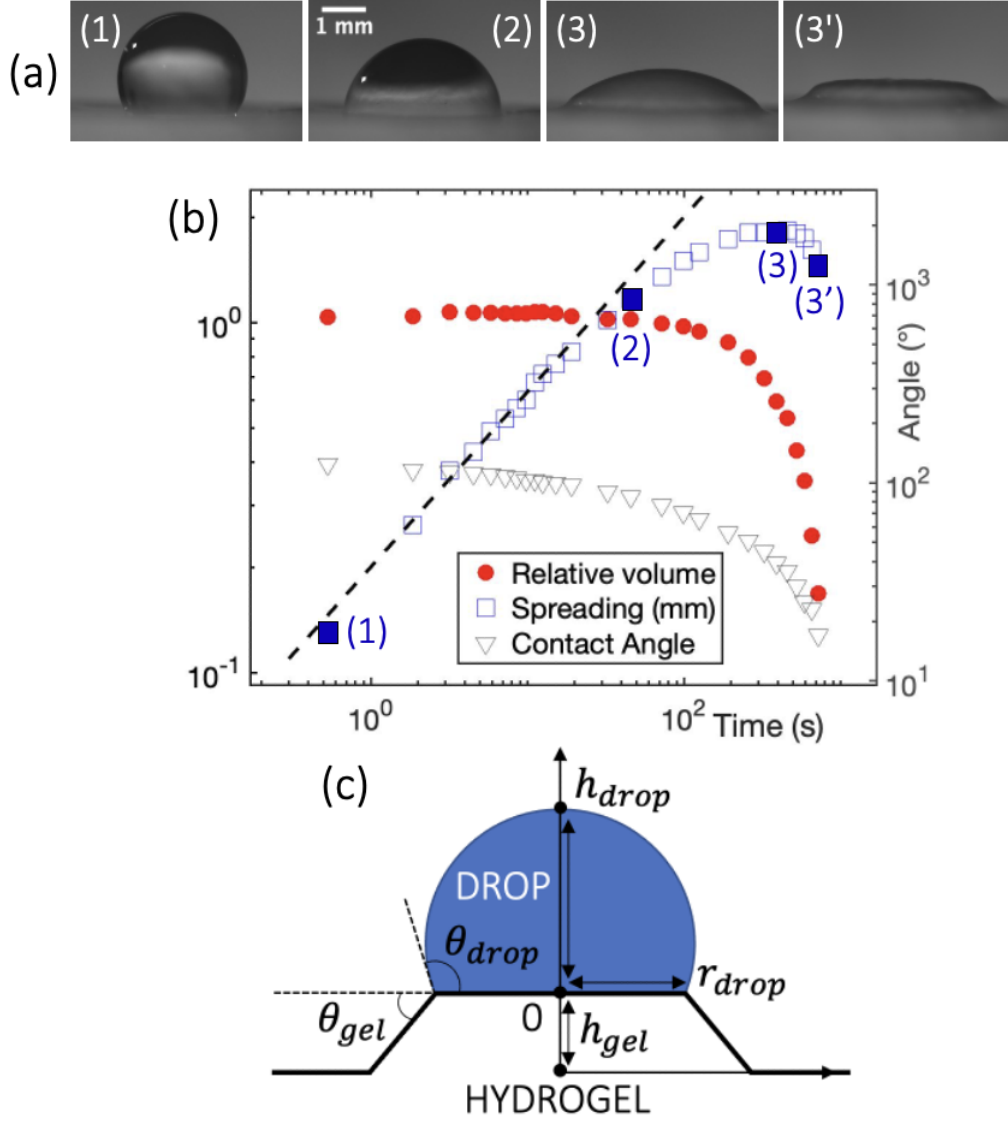 (a)
(1)
1 mm
(2)
(3)
(3')
(b)
10⁰
10⁻¹
(1)
(2)
(3)
(3’)
Relative volume
Spreading (mm)
Contact Angle
10³
10²
10¹
Angle (°)
10⁰
10²
Time (s)
(c)
h_drop
DROP
θ_drop
r_drop
θ_gel
0
h_gel
HYDROGEL